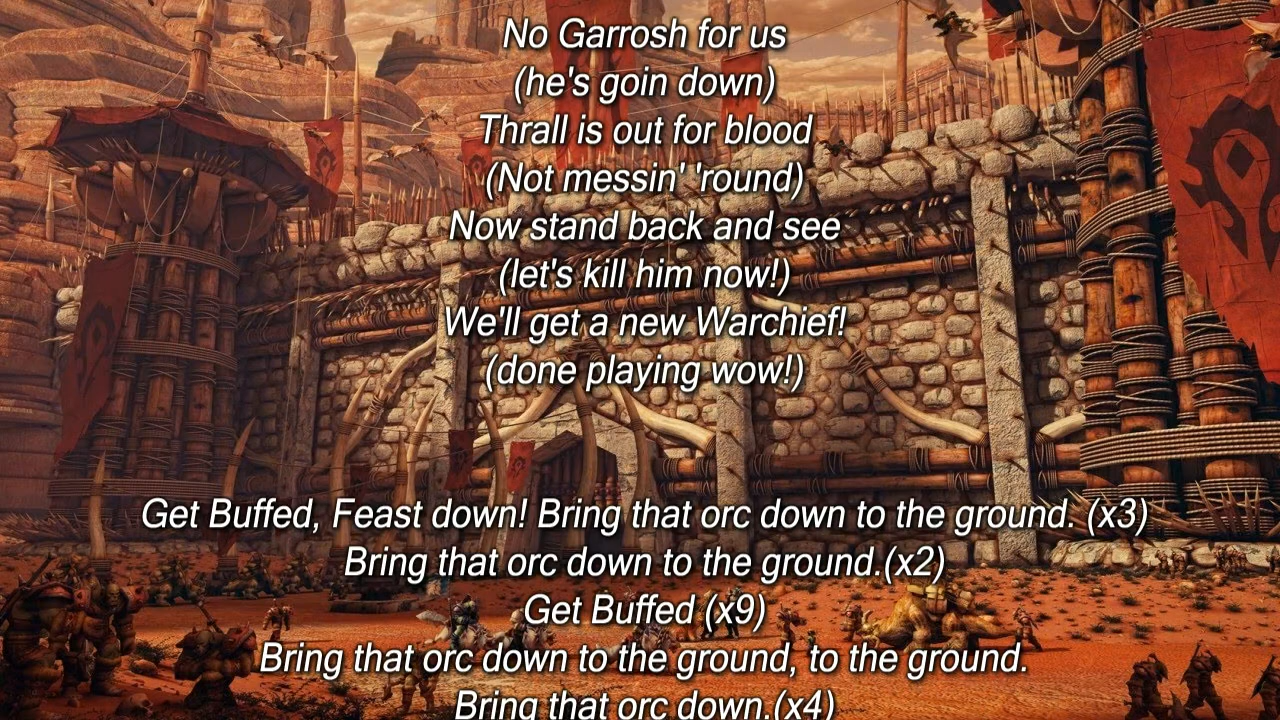 No Garrosh for us
(he's goin down)
Thrall is out for blood
(Not messin' 'round)
Now stand back and see
(let's kill him now!)
We'll get a new Warchief!
(done playing wow!)
Get Buffed, Feast down! Bring that orc down to the ground. (x3)
Bring that orc down to the ground.(x2)
Get Buffed (x9)
Bring that orc down to the ground, to the ground.
Bring that orc down.(x4)